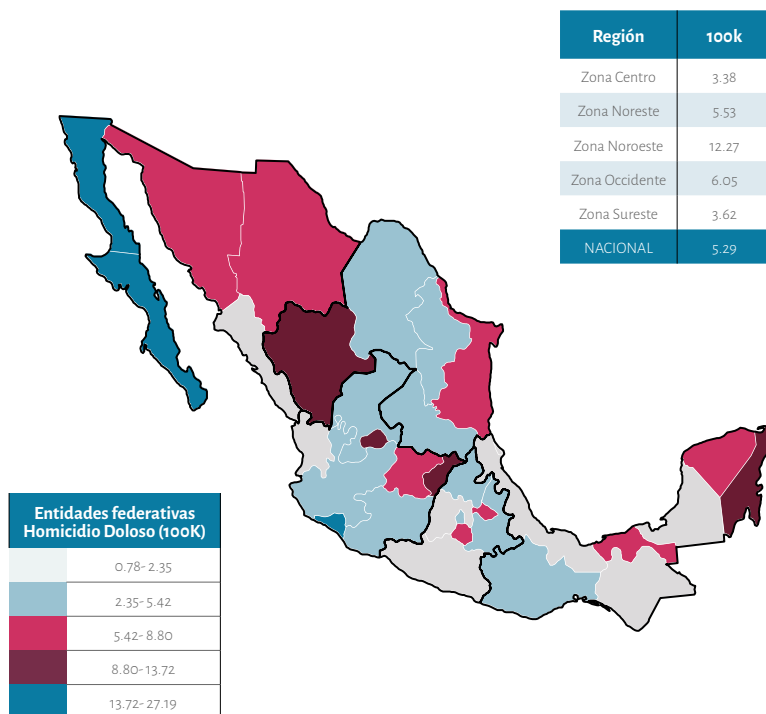 Región 100k
Zona Centro 3.38
Zona Noreste 5.53
Zona Noroeste 12.27
Zona Occidente 6.05
Zona Sureste 3.62
NACIONAL 5.29
Entidades federativas
Homicidio Doloso (100K)
0.78- 2.35
2.35- 5.42
5.42- 8.80
8.80- 13.72
13.72- 27.19